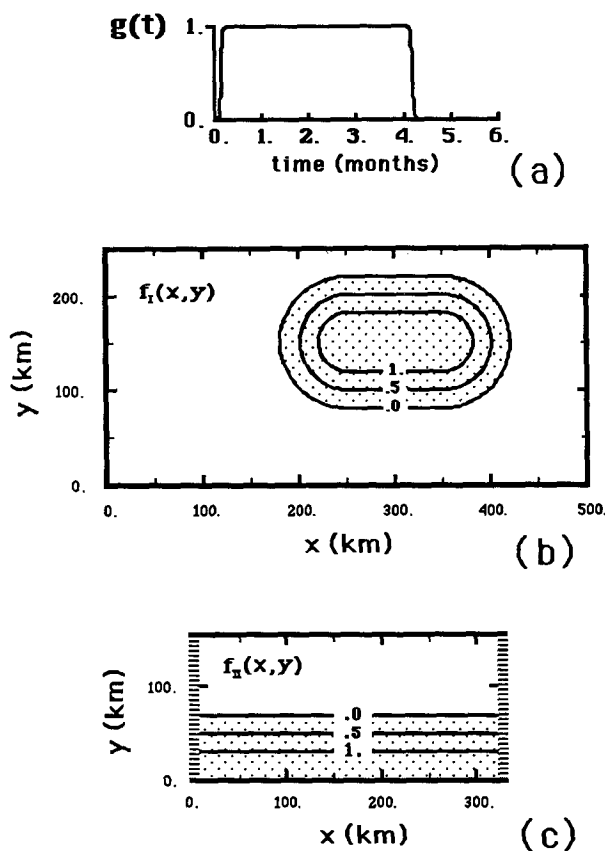 g(t)
1.
0.
0. 1. 2. 3. 4. 5. 6.
time (months)
(a)
f_I(x,y)
200.
100.
0.
y (km)
1.
.5
.0
0. 100. 200. 300. 400. 500.
x (km)
(b)
f_II(x,y)
100.
0.
y (km)
.0
.5
1.
0. 100. 200. 300.
x (km)
(c)